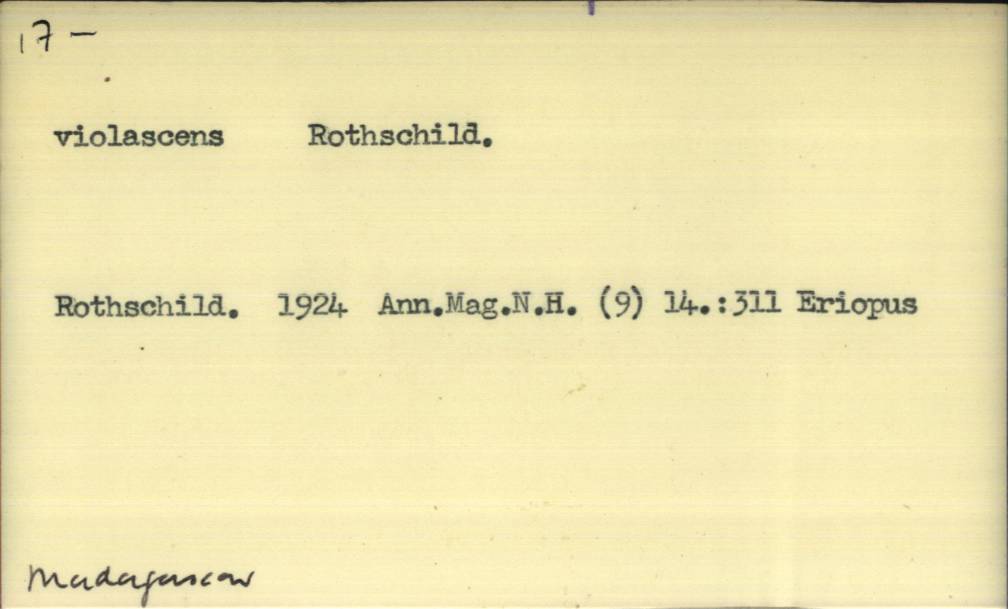 17 —
violascens Rothschild.
Rothschild. 1924 Ann.Mag.N.H. (9) 14.:311 Eriopus
Madagascar